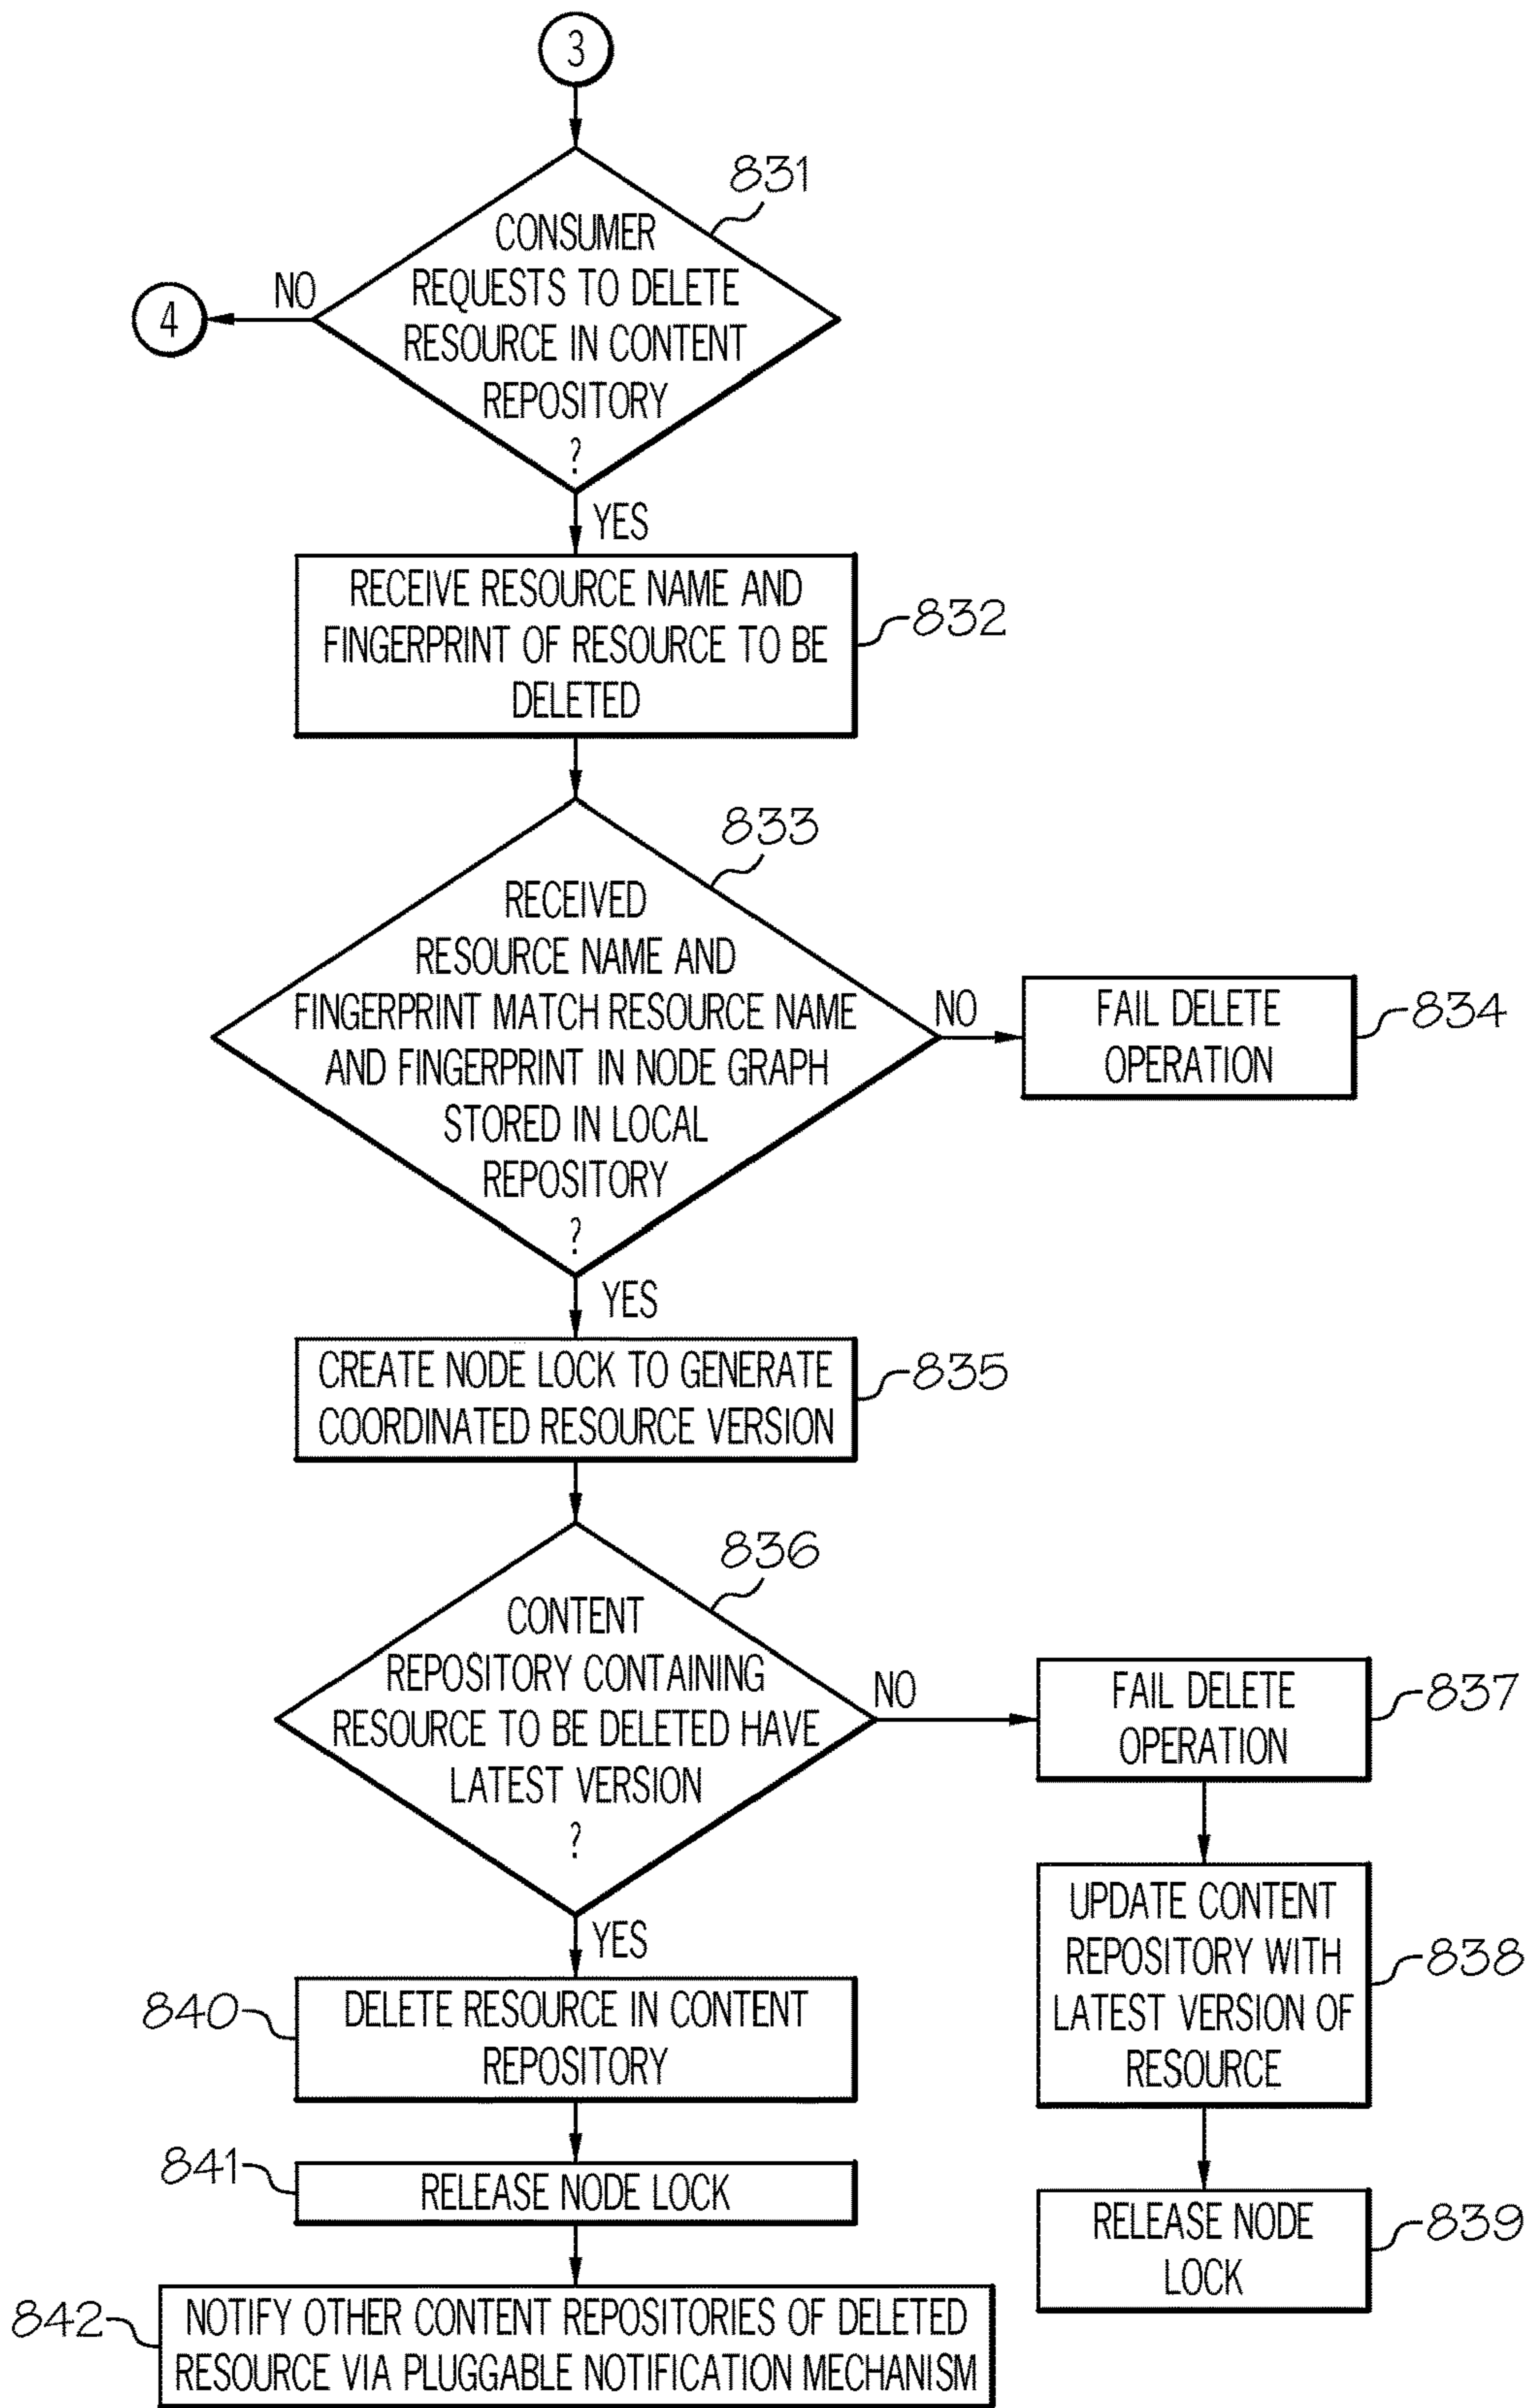 3
831
CONSUMER
REQUESTS TO DELETE
RESOURCE IN CONTENT
REPOSITORY
?
NO
4
YES
RECEIVE RESOURCE NAME AND
FINGERPRINT OF RESOURCE TO BE
DELETED
832
833
RECEIVED
RESOURCE NAME AND
FINGERPRINT MATCH RESOURCE NAME
AND FINGERPRINT IN NODE GRAPH
STORED IN LOCAL
REPOSITORY
?
NO
FAIL DELETE
OPERATION
834
YES
CREATE NODE LOCK TO GENERATE
COORDINATED RESOURCE VERSION
835
836
CONTENT
REPOSITORY CONTAINING
RESOURCE TO BE DELETED HAVE
LATEST VERSION
?
NO
FAIL DELETE
OPERATION
837
UPDATE CONTENT
REPOSITORY WITH
LATEST VERSION OF
RESOURCE
838
RELEASE NODE
LOCK
839
YES
840
DELETE RESOURCE IN CONTENT
REPOSITORY
841
RELEASE NODE LOCK
842
NOTIFY OTHER CONTENT REPOSITORIES OF DELETED
RESOURCE VIA PLUGGABLE NOTIFICATION MECHANISM